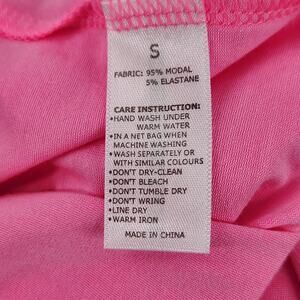 S
FABRIC: 95% MODAL
5% ELASTANE
CARE INSTRUCTION:
•HAND WASH UNDER
WARM WATER
•IN A NET BAG WHEN
MACHINE WASHING
•WASH SEPARATELY OR
WITH SIMILAR COLOURS
•DON'T DRY-CLEAN
•DON'T BLEACH
•DON'T TUMBLE DRY
•DON'T WRING
•LINE DRY
•WARM IRON
MADE IN CHINA